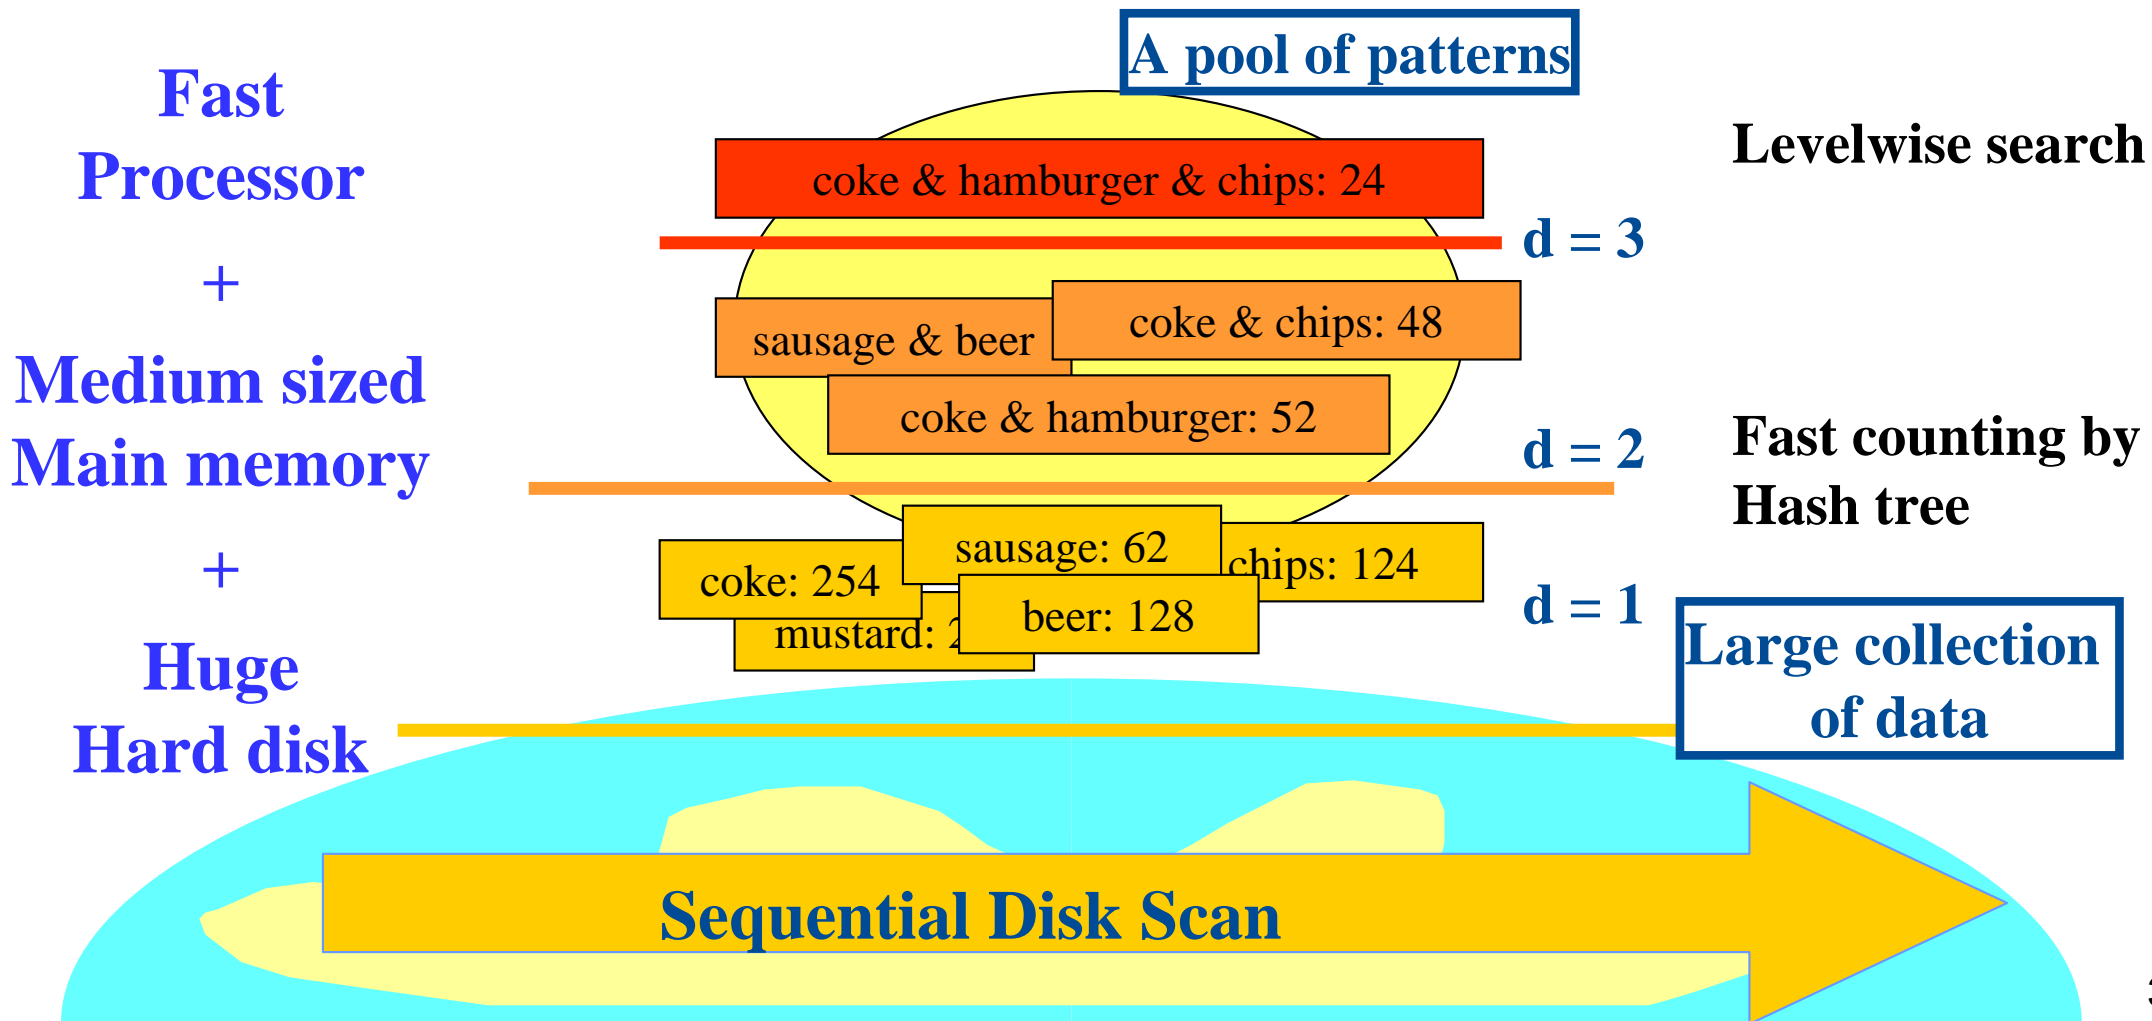 A pool of patterns
Fast
Processor
+
Medium sized
Main memory
+
Huge
Hard disk
coke & hamburger & chips: 24
d = 3
Levelwise search
sausage & beer
coke & chips: 48
coke & hamburger: 52
d = 2
Fast counting by
Hash tree
sausage: 62
chips: 124
coke: 254
beer: 128
mustard:
d = 1
Large collection
of data
Sequential Disk Scan